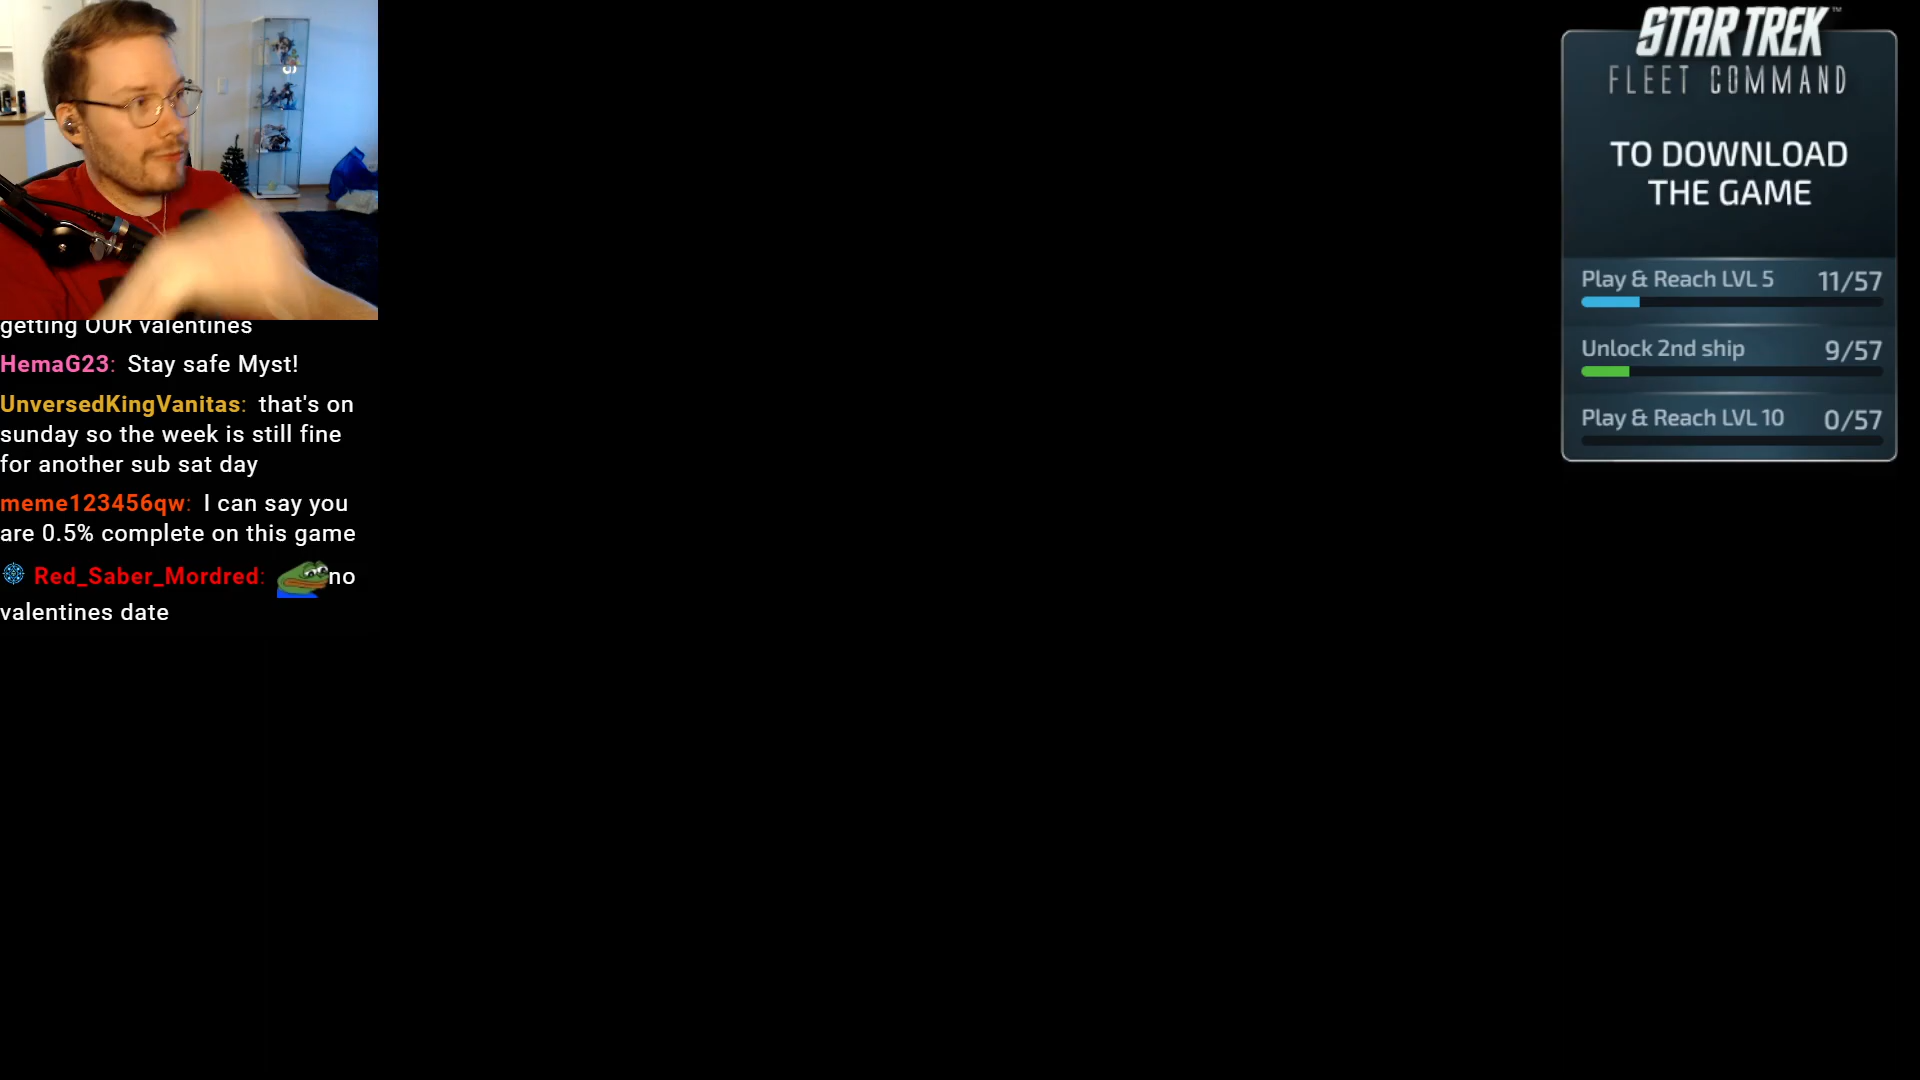 getting OUR valentines
HemaG23: Stay safe Myst!
UnversedKingVanitas: that's on
sunday so the week is still fine
for another sub sat day
meme123456qw: I can say you
are 0.5% complete on this game
Red_Saber_Mordred: no
valentines date
STAR TREK™
FLEET COMMAND
TO DOWNLOAD
THE GAME
Play & Reach LVL 5 11/57
Unlock 2nd ship 9/57
Play & Reach LVL 10 0/57